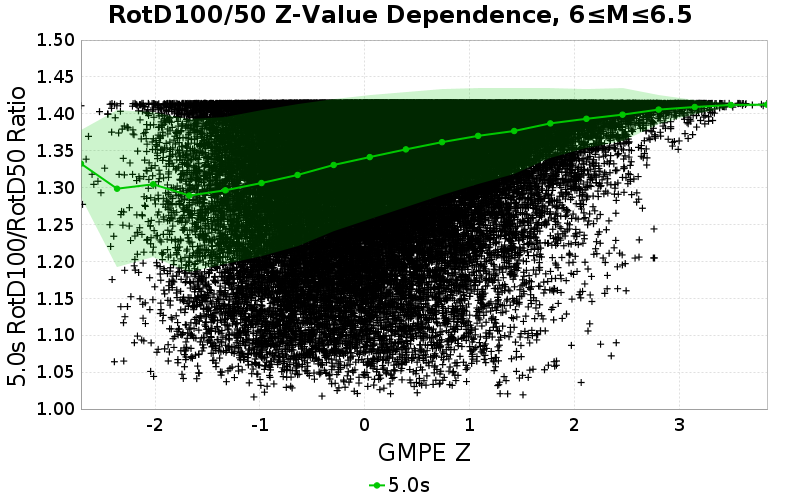 RotD100/50 Z-Value Dependence, 6≤M≤6.5
5.0s RotD100/RotD50 Ratio
1.50
1.45
1.40
1.35
1.30
1.25
1.20
1.15
1.10
1.05
1.00
-2 -1 0 1 2 3
GMPE Z
5.0s